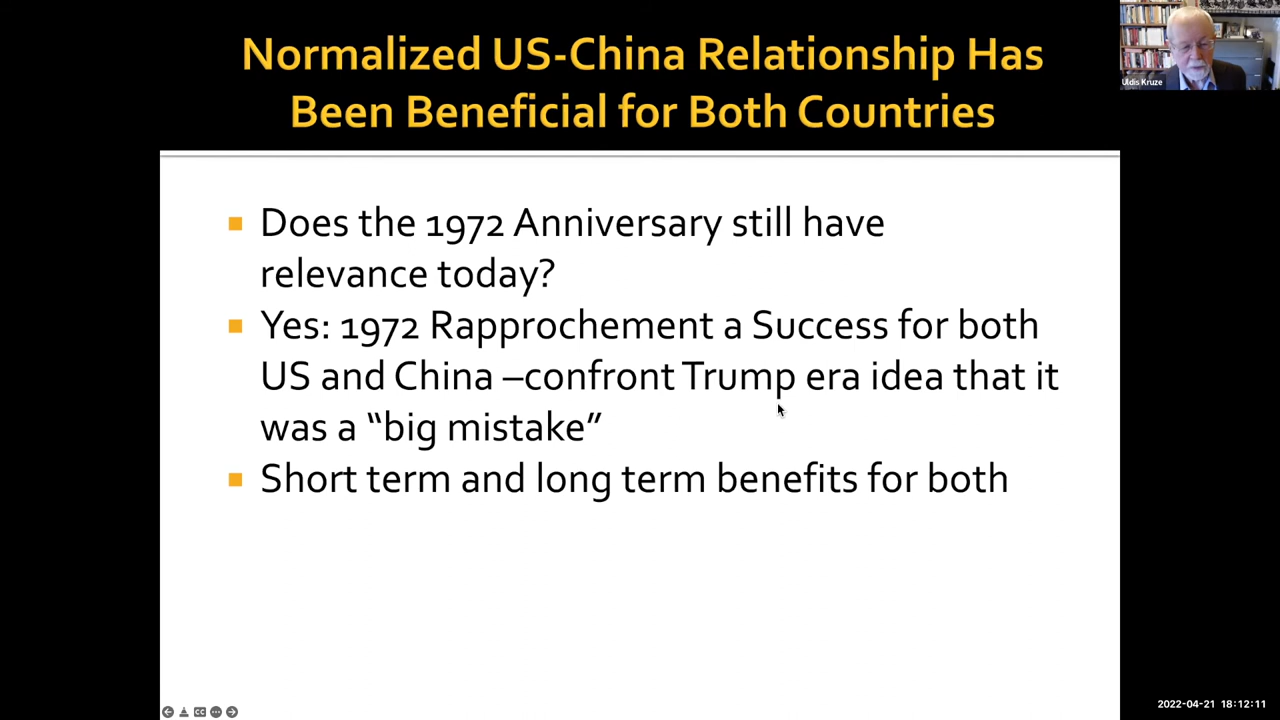 Normalized US-China Relationship Has
Been Beneficial for Both Countries
Uldis Kruze
Does the 1972 Anniversary still have
relevance today?
Yes: 1972 Rapprochement a Success for both
US and China –confront Trump era idea that it
was a “big mistake”
Short term and long term benefits for both
CC
2022-04-21 18:12:11